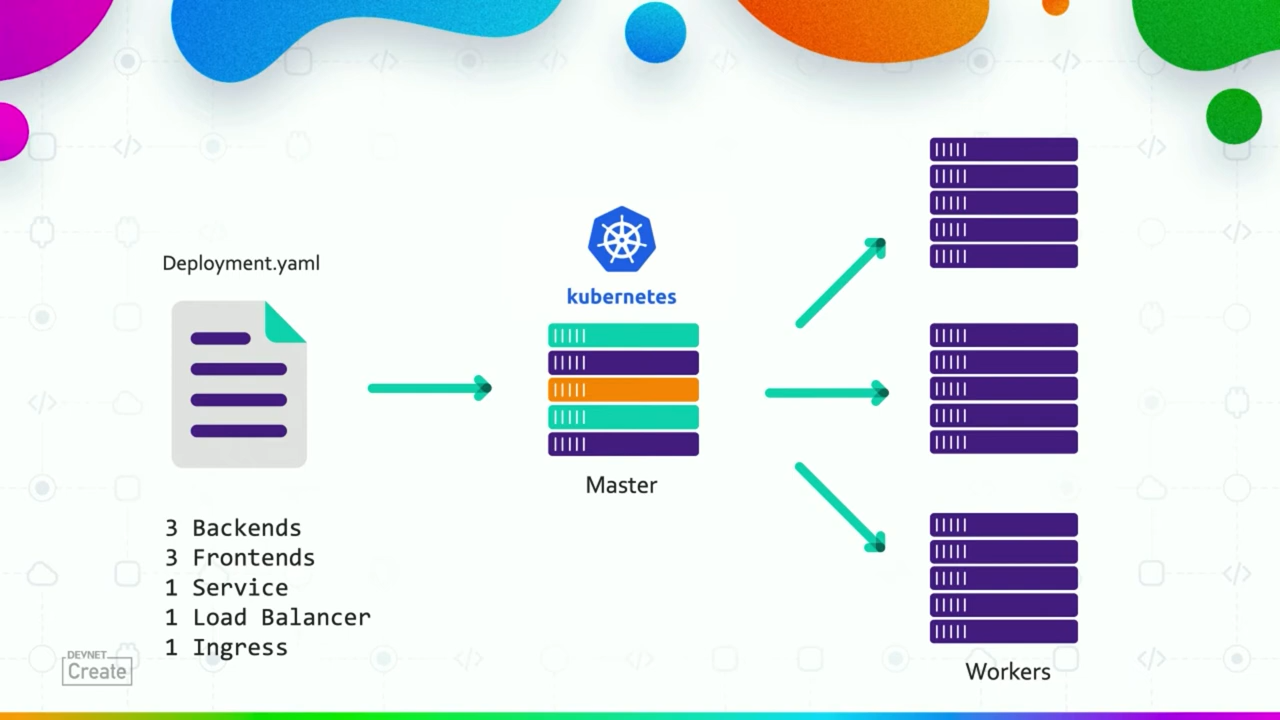 Deployment.yaml
3 Backends
3 Frontends
1 Service
1 Load Balancer
1 Ingress
kubernetes
Master
Workers
DEVNET
Create